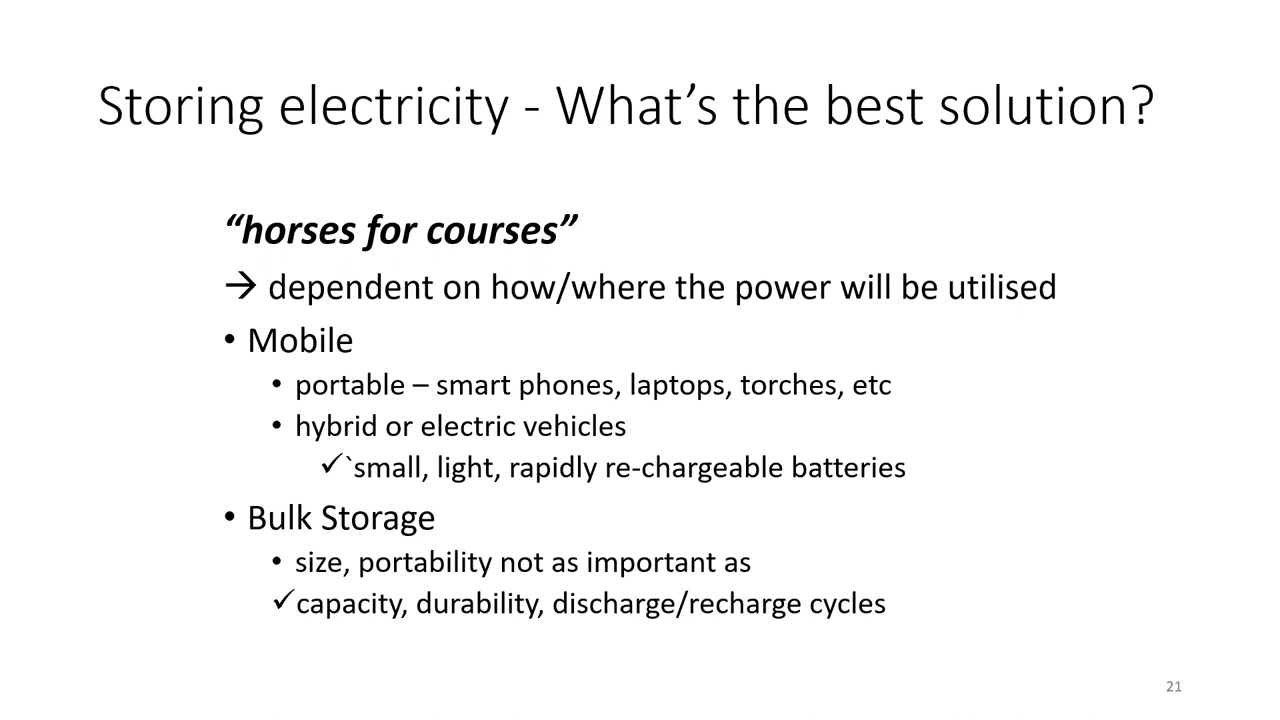 Storing electricity - What's the best solution?
“horses for courses”
→ dependent on how/where the power will be utilised
• Mobile
• portable – smart phones, laptops, torches, etc
• hybrid or electric vehicles
✓`small, light, rapidly re-chargeable batteries
• Bulk Storage
• size, portability not as important as
✓capacity, durability, discharge/recharge cycles
21